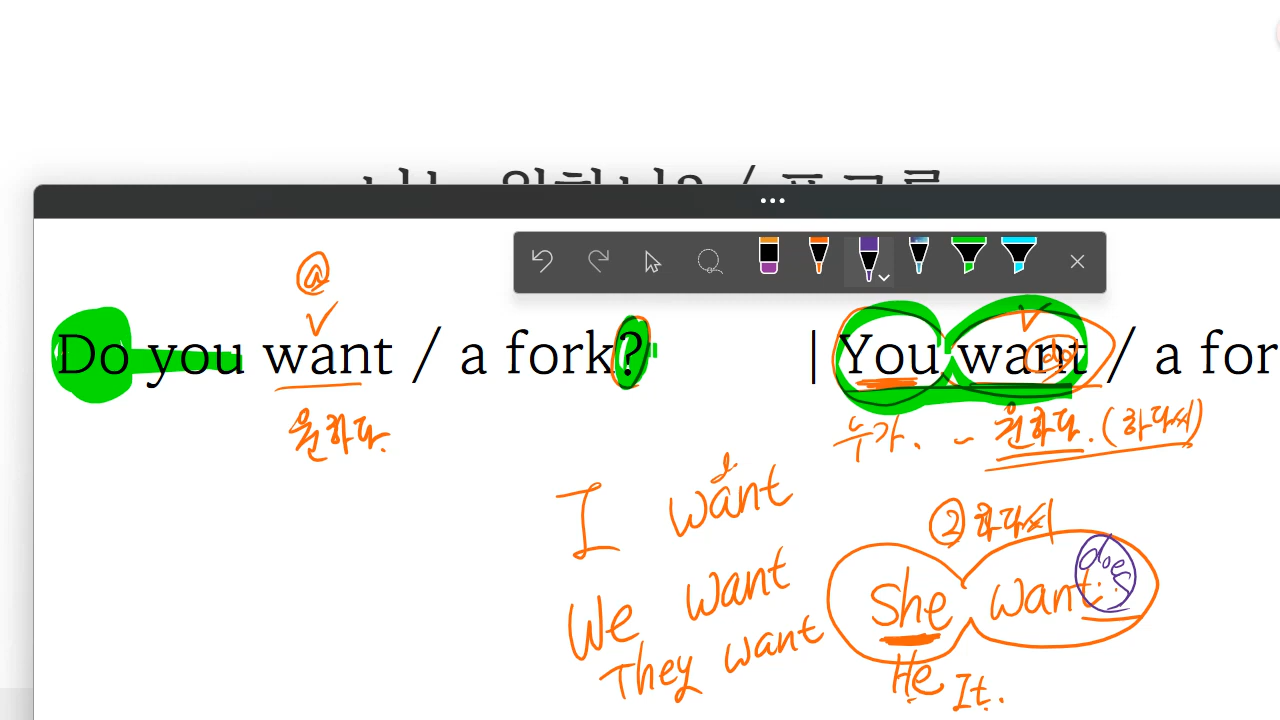 ⓐ
Do you want / a fork? | You want / a for
do
원하다. 누가. ~ 원하다. (하다씨)
I want
②하다씨
We want She want
does
They want He It.